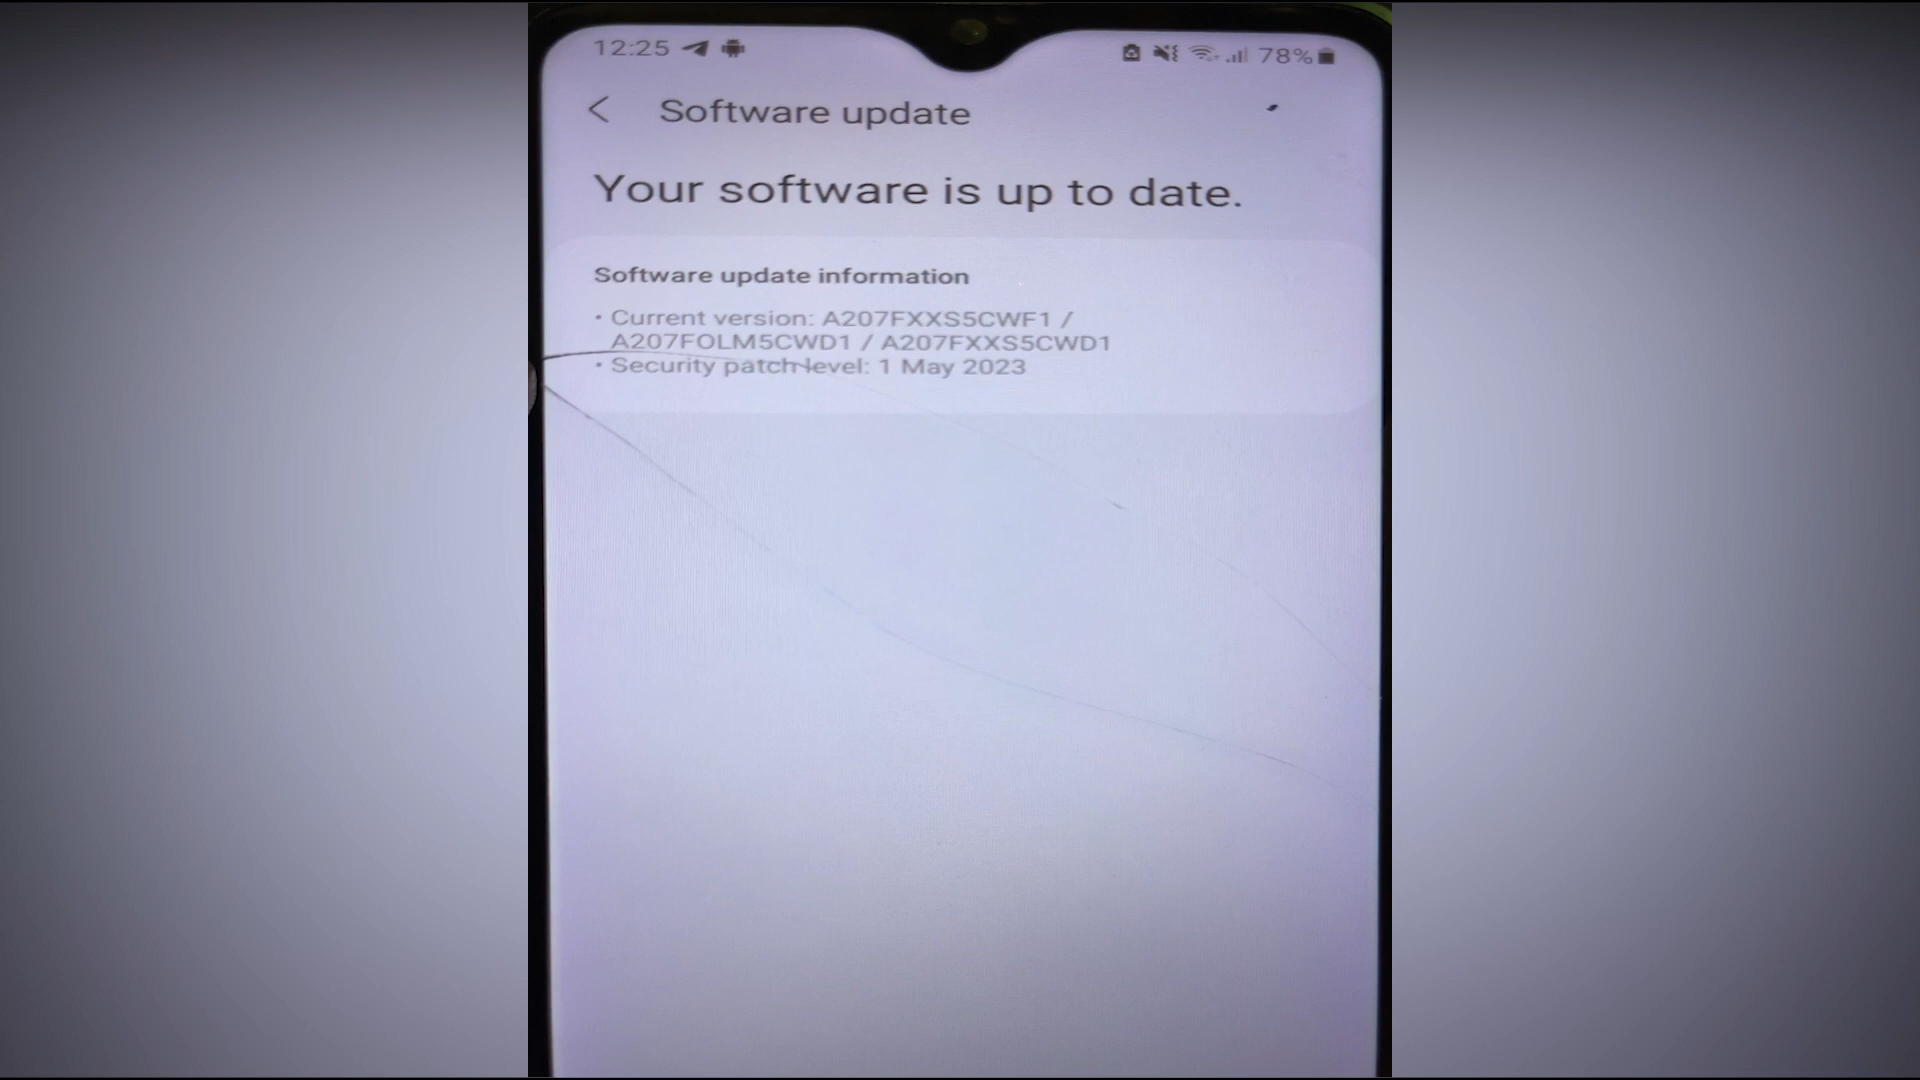 12:25 78%
Software update
Your software is up to date.
Software update information
• Current version: A207FXXS5CWF1 /
A207FOLM5CWD1 / A207FXXS5CWD1
• Security patch level: 1 May 2023